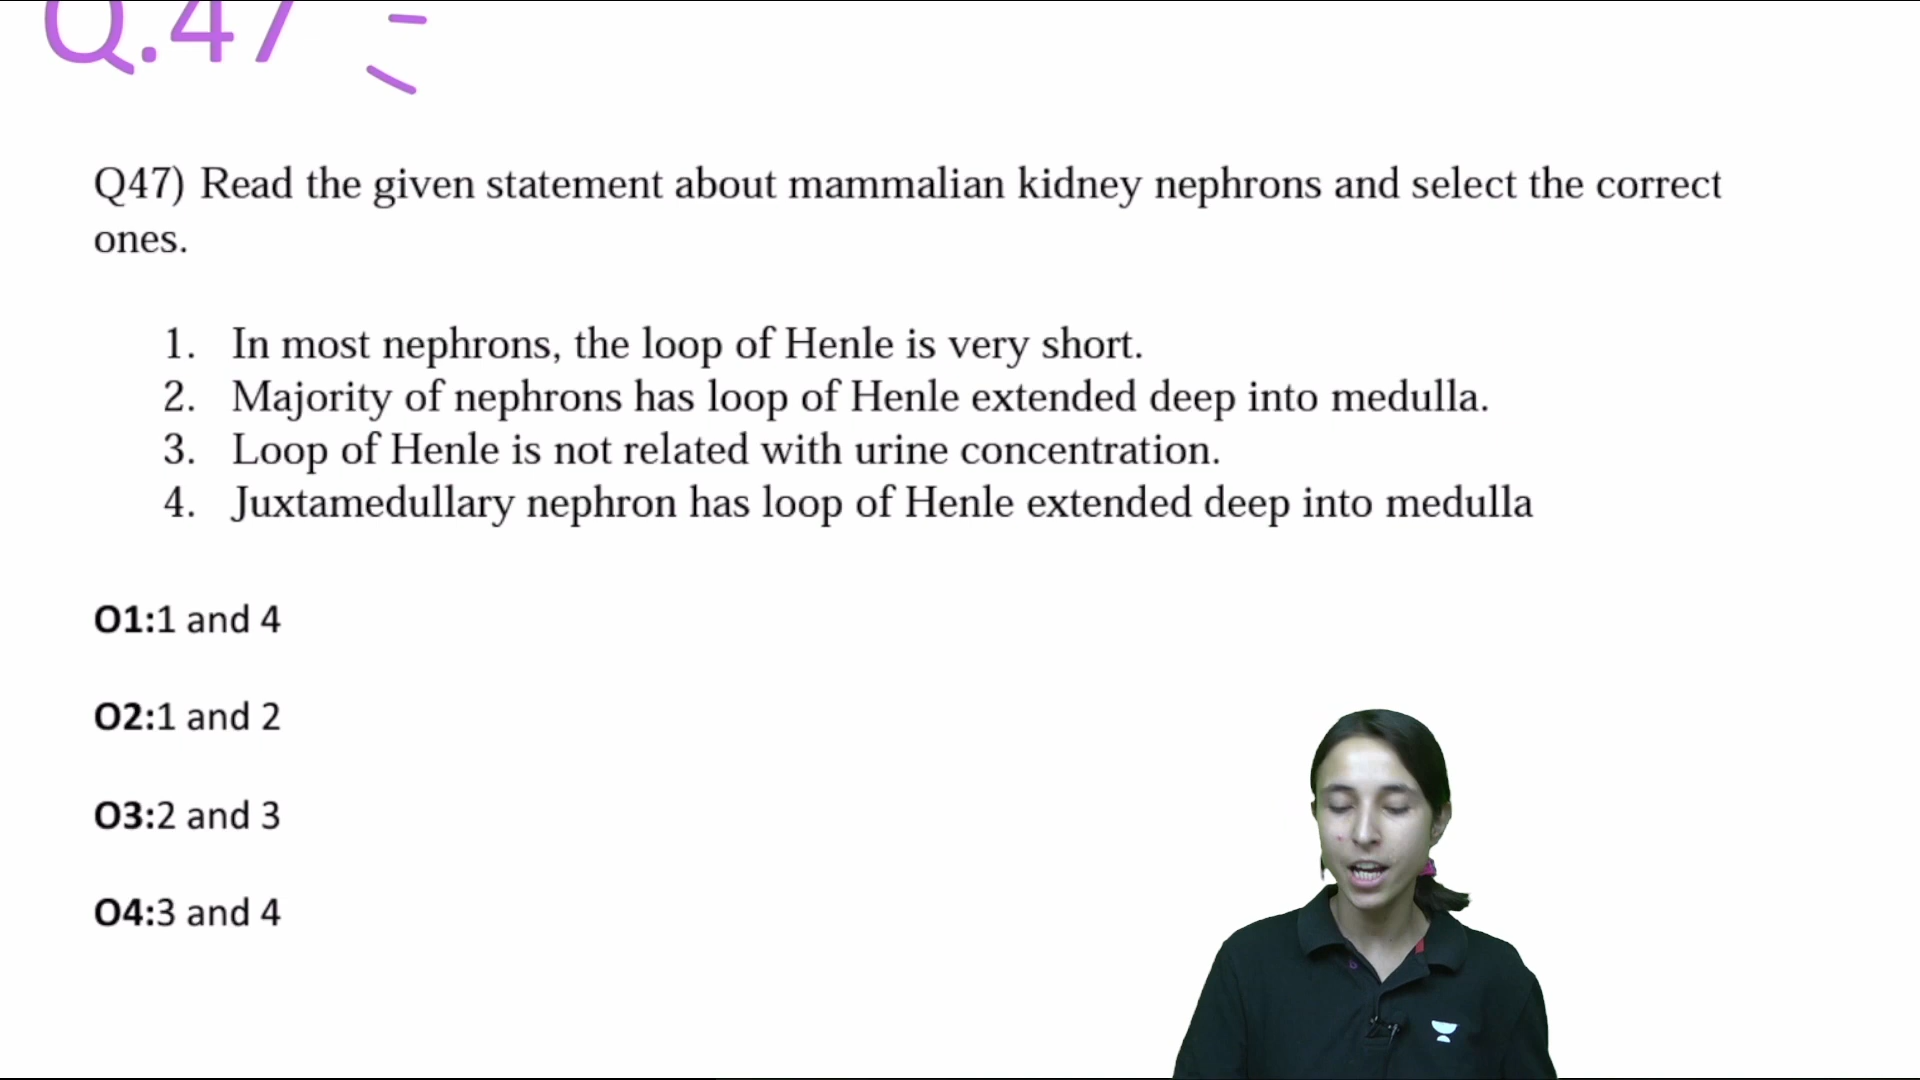 Q.47
Q47) Read the given statement about mammalian kidney nephrons and select the correct
ones.
1. In most nephrons, the loop of Henle is very short.
2. Majority of nephrons has loop of Henle extended deep into medulla.
3. Loop of Henle is not related with urine concentration.
4. Juxtamedullary nephron has loop of Henle extended deep into medulla
O1:1 and 4
O2:1 and 2
O3:2 and 3
O4:3 and 4